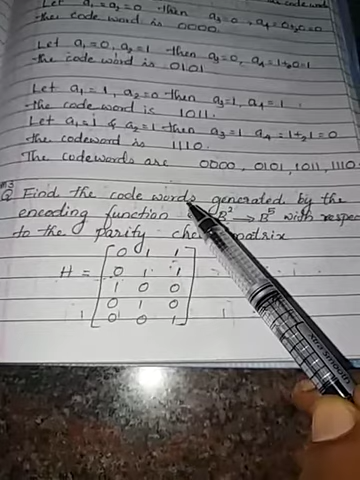 Let a₁=a₂=0 then a₃=0, a₄=0+0=0
the code word is 0000.
Let a₁=0, a₂=1 then a₃=0, a₄=1+0=1
the code word is 0101
Let a₁=1, a₂=0 then a₃=1, a₄=1.
the code word is 1011.
Let a₁=1 & a₂=1 then a₃=1 a₄=1+1=0
the codeword is 1110.
The codewords are 0000, 0101, 1011, 1110
Q Find the code words generated by the
encoding function B² → B⁵ with respect
to the parity matrix
H = [0 1 1
0 1 1
1 0 0
0 1 0
0 0 1]